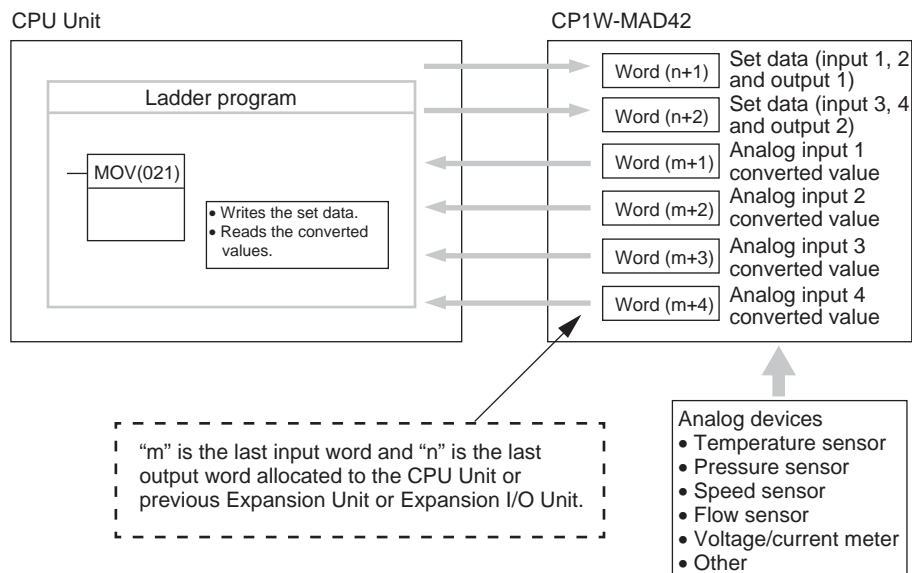 CPU Unit
CP1W-MAD42
Ladder program
MOV(021)
• Writes the set data.
• Reads the converted
values.
Word (n+1)
Set data (input 1, 2
and output 1)
Word (n+2)
Set data (input 3, 4
and output 2)
Word (m+1)
Analog input 1
converted value
Word (m+2)
Analog input 2
converted value
Word (m+3)
Analog input 3
converted value
Word (m+4)
Analog input 4
converted value
“m” is the last input word and “n” is the last
output word allocated to the CPU Unit or
previous Expansion Unit or Expansion I/O Unit.
Analog devices
• Temperature sensor
• Pressure sensor
• Speed sensor
• Flow sensor
• Voltage/current meter
• Other